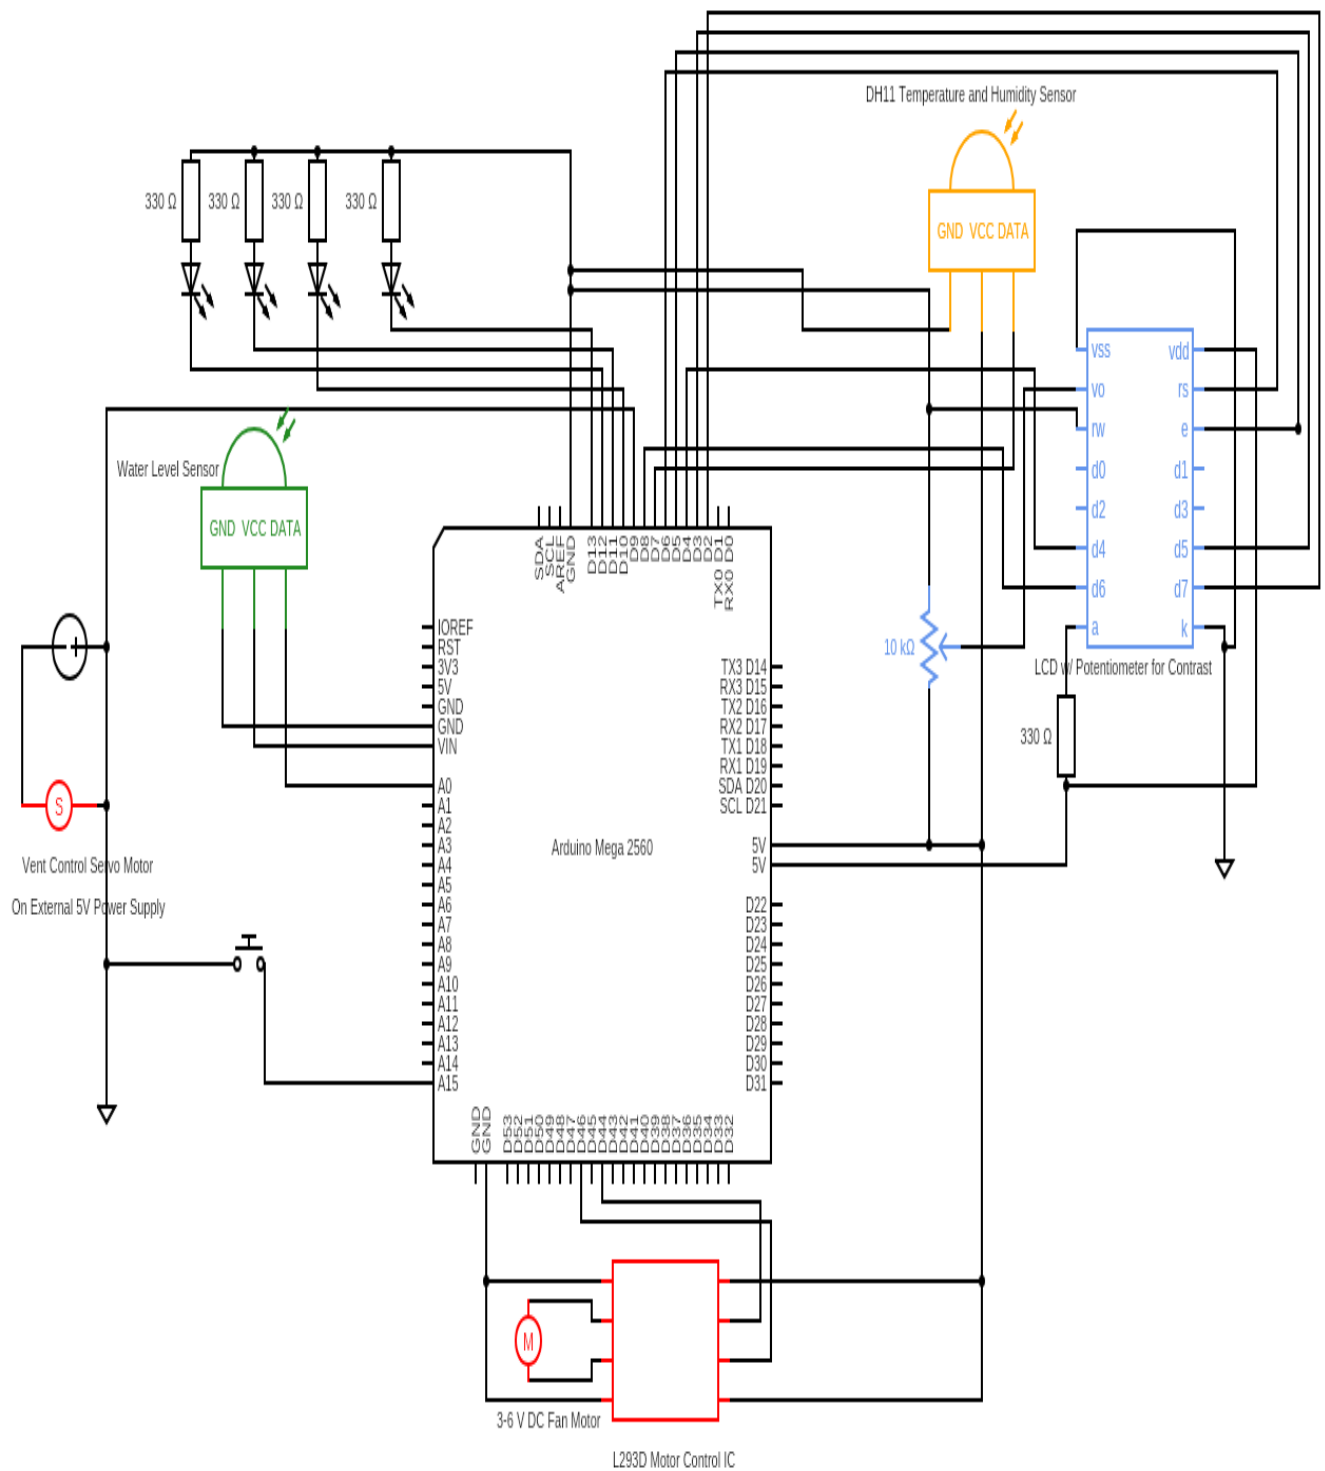 DH11 Temperature and Humidity Sensor
330 Ω 330 Ω 330 Ω 330 Ω
GND VCC DATA
vss vdd
vo rs
rw e
d0 d1
d2 d3
d4 d5
d6 d7
a k
LCD w/ Potentiometer for Contrast
10 kΩ
330 Ω
Water Level Sensor
GND VCC DATA
SDA
SCL
AREF
GND
D13
D12
D11
D10
D9
D8
D7
D6
D5
D4
D3
D2
TX0 D1
RX0 D0
IOREF
RST
3V3
5V
GND
GND
VIN
A0
A1
A2
A3
A4
A5
A6
A7
A8
A9
A10
A11
A12
A13
A14
A15
Arduino Mega 2560
TX3 D14
RX3 D15
TX2 D16
RX2 D17
TX1 D18
RX1 D19
SDA D20
SCL D21
5V
5V
D22
D23
D24
D25
D26
D27
D28
D29
D30
D31
GND
GND
D53
D52
D51
D50
D49
D48
D47
D46
D45
D44
D43
D42
D41
D40
D39
D38
D37
D36
D35
D34
D33
D32
S
Vent Control Servo Motor
On External 5V Power Supply
M
3-6 V DC Fan Motor
L293D Motor Control IC